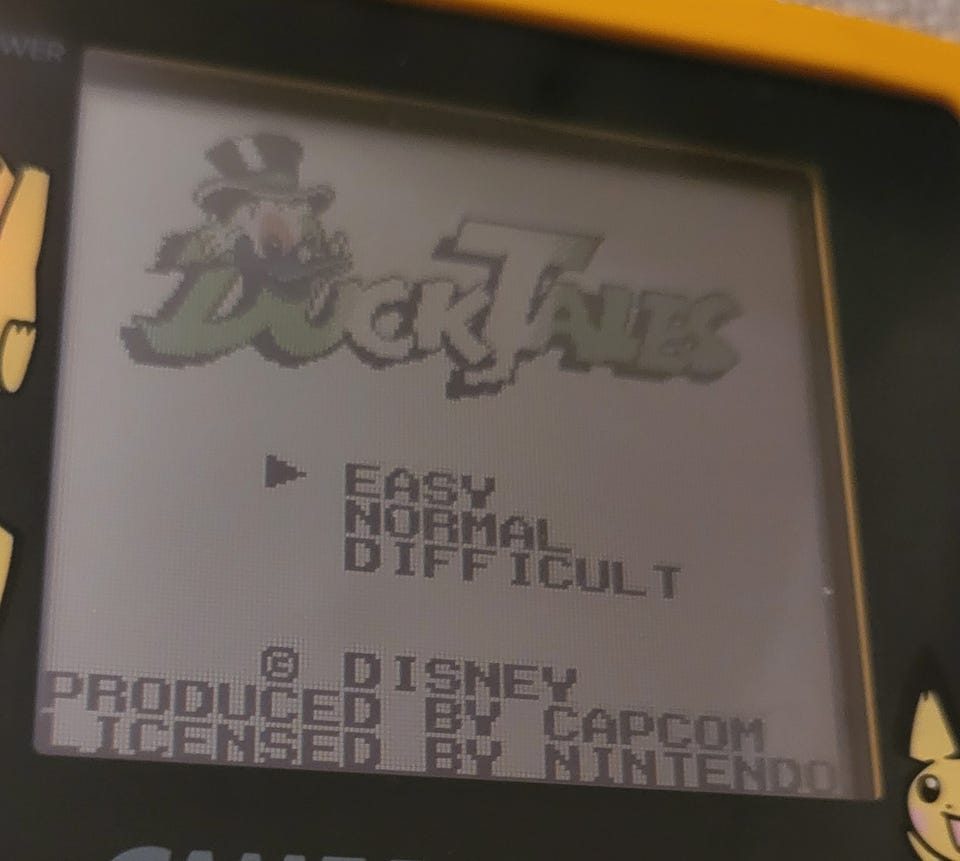 DUCKTALES
EASY
NORMAL
DIFFICULT
© DISNEY
PRODUCED BY CAPCOM
LICENSED BY NINTENDO